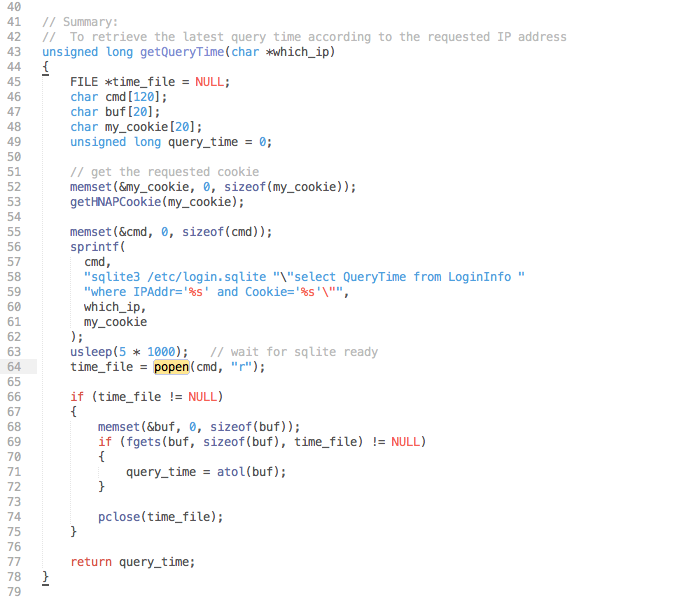 40
41 // Summary:
42 //  To retrieve the latest query time according to the requested IP address
43 unsigned long getQueryTime(char *which_ip)
44 {
45     FILE *time_file = NULL;
46     char cmd[120];
47     char buf[20];
48     char my_cookie[20];
49     unsigned long query_time = 0;
50
51     // get the requested cookie
52     memset(&my_cookie, 0, sizeof(my_cookie));
53     getHNAPCookie(my_cookie);
54
55     memset(&cmd, 0, sizeof(cmd));
56     sprintf(
57       cmd,
58       "sqlite3 /etc/login.sqlite "\"select QueryTime from LoginInfo "
59       "where IPAddr='%s' and Cookie='%s'\"",
60       which_ip,
61       my_cookie
62     );
63     usleep(5 * 1000);   // wait for sqlite ready
64     time_file = popen(cmd, "r");
65
66     if (time_file != NULL)
67     {
68         memset(&buf, 0, sizeof(buf));
69         if (fgets(buf, sizeof(buf), time_file) != NULL)
70         {
71             query_time = atol(buf);
72         }
73
74         pclose(time_file);
75     }
76
77     return query_time;
78 }
79